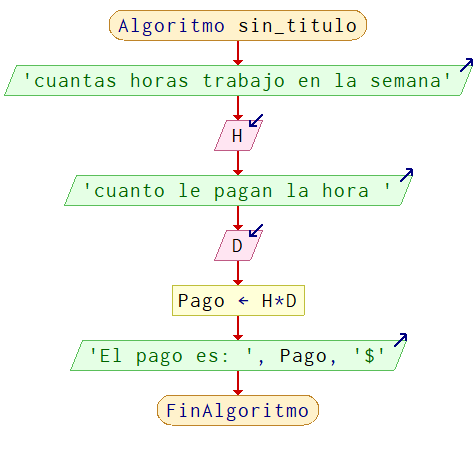 Algoritmo sin_titulo
'cuantas horas trabajo en la semana'
H
'cuanto le pagan la hora '
D
Pago ← H*D
'El pago es: ', Pago, '$'
FinAlgoritmo